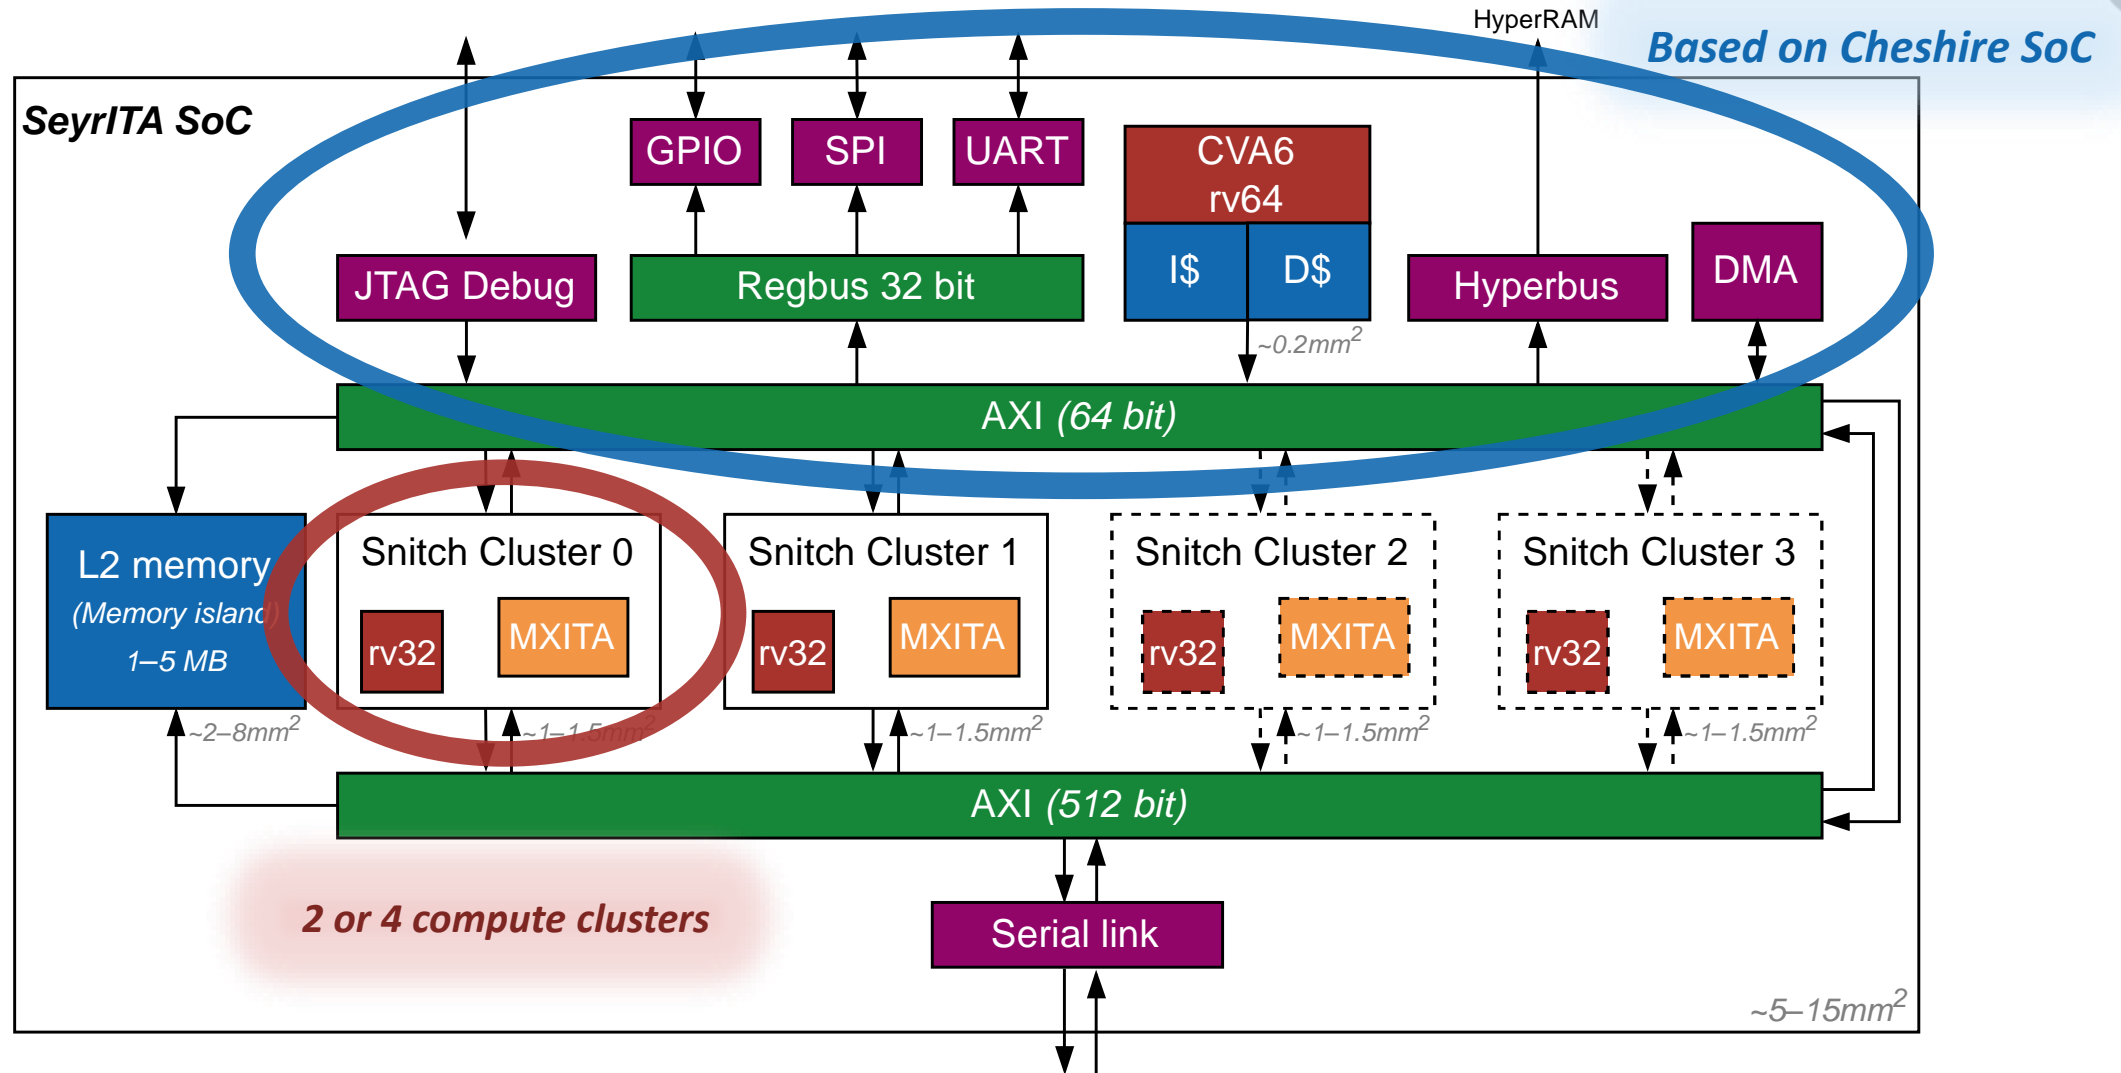 HyperRAM
Based on Cheshire SoC
SeyrITA SoC
GPIO
SPI
UART
CVA6
rv64
I$
D$
JTAG Debug
Regbus 32 bit
Hyperbus
DMA
~0.2mm²
AXI (64 bit)
L2 memory
(Memory island)
1–5 MB
~2–8mm²
Snitch Cluster 0
rv32
MXITA
~1–1.5mm²
Snitch Cluster 1
rv32
MXITA
~1–1.5mm²
Snitch Cluster 2
rv32
MXITA
~1–1.5mm²
Snitch Cluster 3
rv32
MXITA
~1–1.5mm²
AXI (512 bit)
2 or 4 compute clusters
Serial link
~5–15mm²